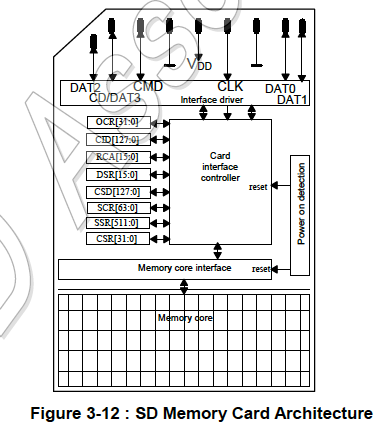 VDD
DAT2 CMD CLK DAT0
CD/DAT3 DAT1
Interface driver
OCR[31:0]
CID[127:0]
RCA[15:0]
DSR[15:0]
CSD[127:0]
SCR[63:0]
SSR[511:0]
CSR[31:0]
Card
interface
controller
reset
Power on detection
Memory core interface
reset
Memory core
Figure 3-12 : SD Memory Card Architecture